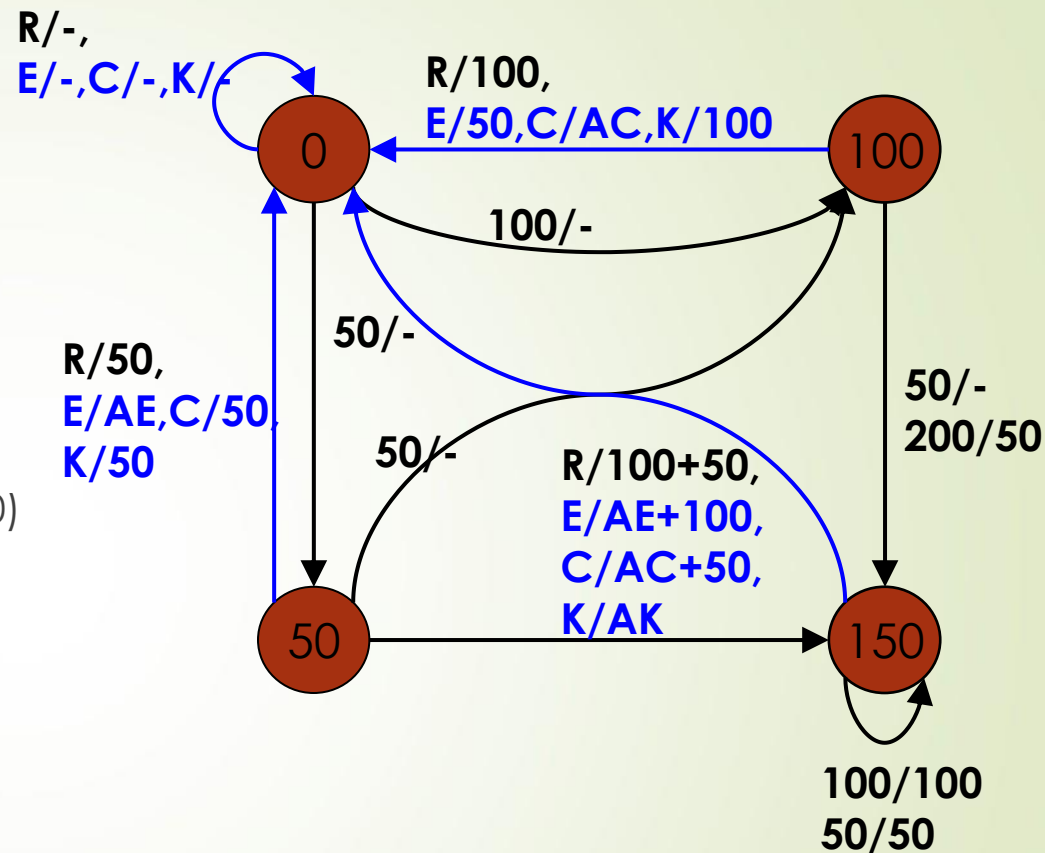 R/-,
E/-,C/-,K/-
R/100,
E/50,C/AC,K/100
0
100
100/-
50/-
R/50,
E/AE,C/50,
K/50
50/-
200/50
50/-
R/100+50,
E/AE+100,
C/AC+50,
K/AK
0)
50
150
100/100
50/50